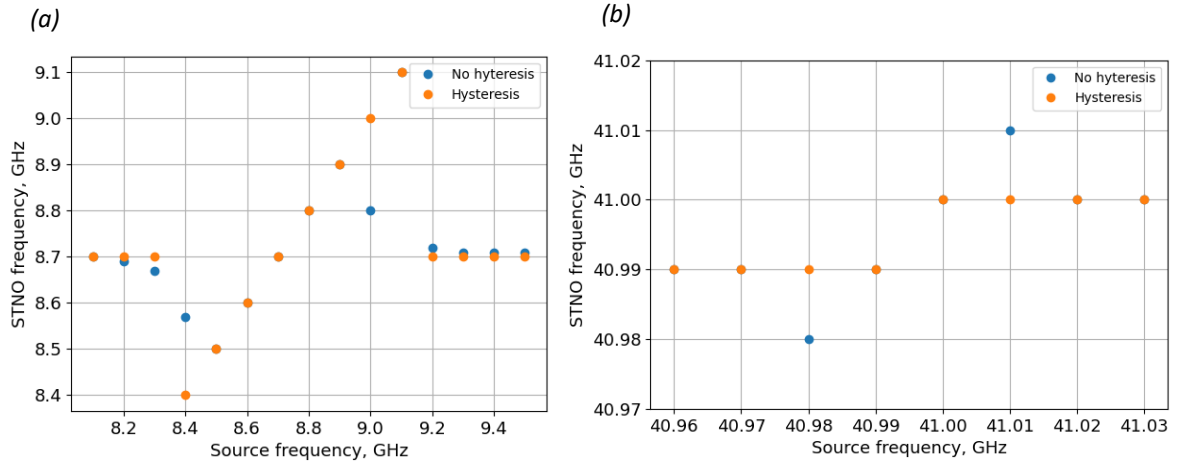 (a)
9.1
9.0
8.9
8.8
8.7
8.6
8.5
8.4
STNO frequency, GHz
No hyteresis
Hysteresis
8.2 8.4 8.6 8.8 9.0 9.2 9.4
Source frequency, GHz
(b)
41.02
41.01
41.00
40.99
40.98
40.97
STNO frequency, GHz
No hyteresis
Hysteresis
40.96 40.97 40.98 40.99 41.00 41.01 41.02 41.03
Source frequency, GHz